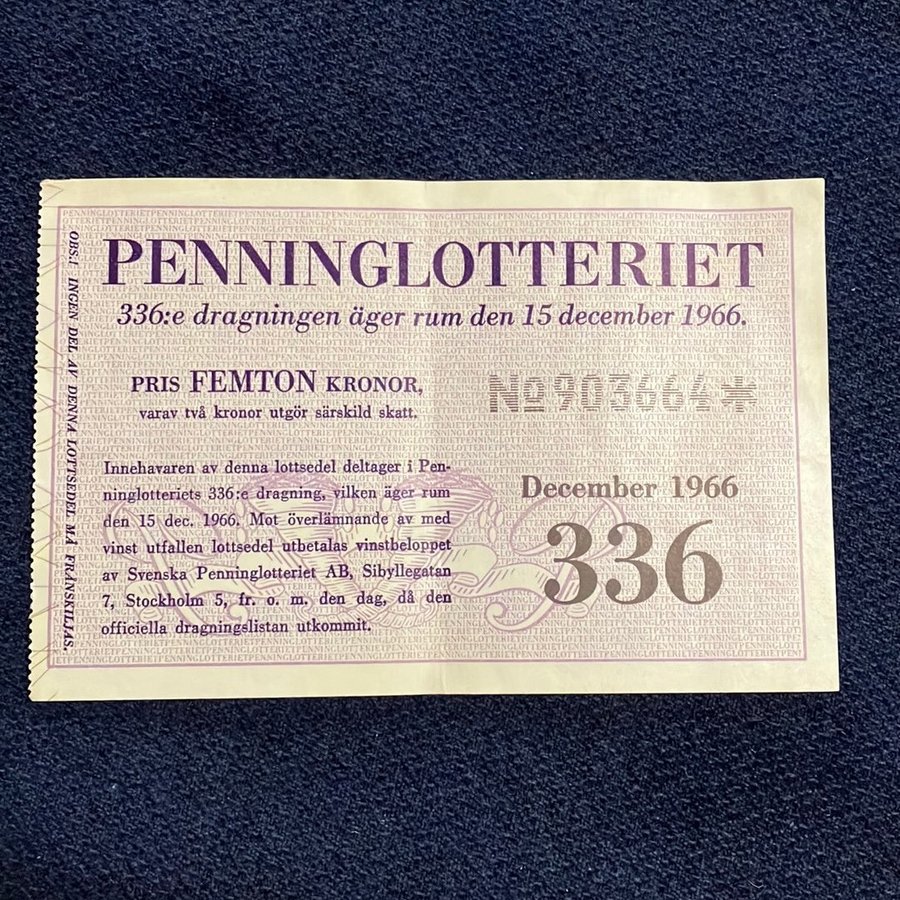 PENNINGLOTTERIET
336:e dragningen äger rum den 15 december 1966.
PRIS FEMTON KRONOR,
varav två kronor utgör särskild skatt.
No 903664*
Innehavaren av denna lottsedel deltager i Pen-
ninglotteriets 336:e dragning, vilken äger rum
den 15 dec. 1966. Mot överlämnande av med
vinst utfallen lottsedel utbetalas vinstbeloppet
av Svenska Penninglotteriet AB, Sibyllegatan
7, Stockholm 5, fr. o. m. den dag, då den
officiella dragningslistan utkommit.
December 1966
336
OBS.! INGEN DEL AV DENNA LOTTSEDEL MÅ FRÅNSKILJAS.